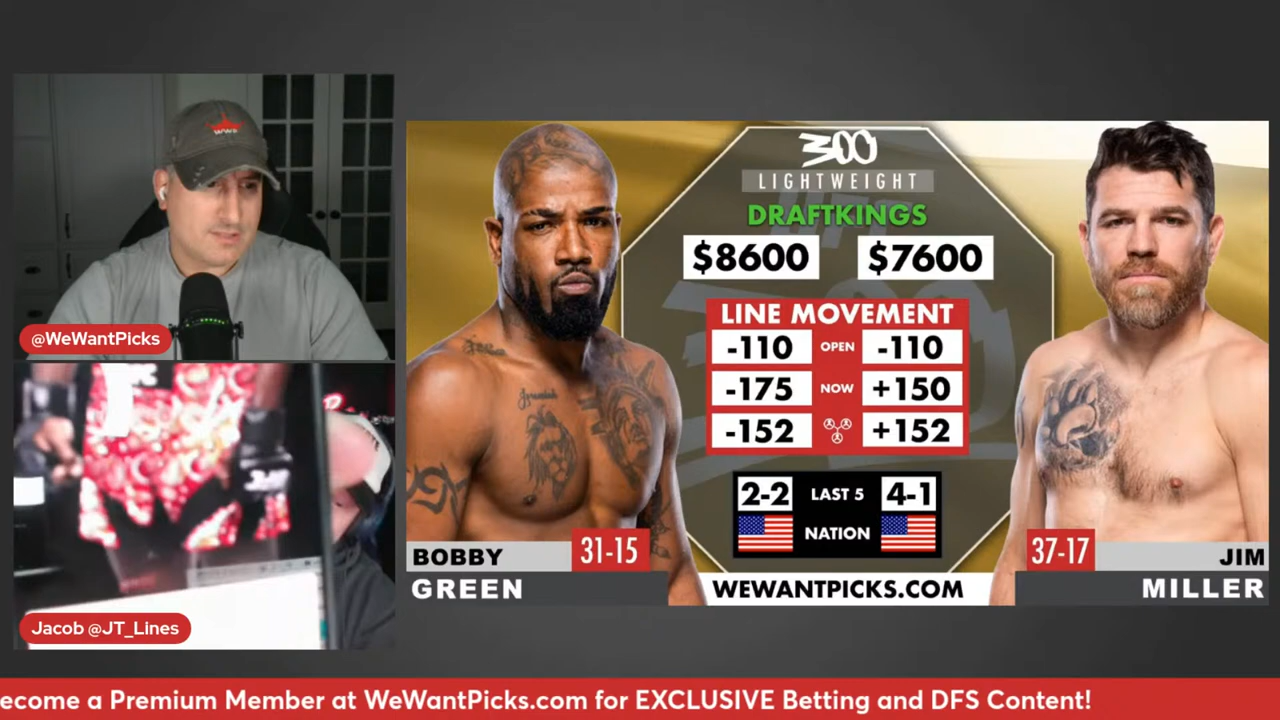 WWP
@WeWantPicks
Jacob @JT_Lines
300
LIGHTWEIGHT
DRAFTKINGS
$8600 $7600
LINE MOVEMENT
-110 OPEN -110
-175 NOW +150
-152 +152
2-2 LAST 5 4-1
NATION
BOBBY 31-15
GREEN
37-17 JIM
MILLER
WEWANTPICKS.COM
ecome a Premium Member at WeWantPicks.com for EXCLUSIVE Betting and DFS Content!